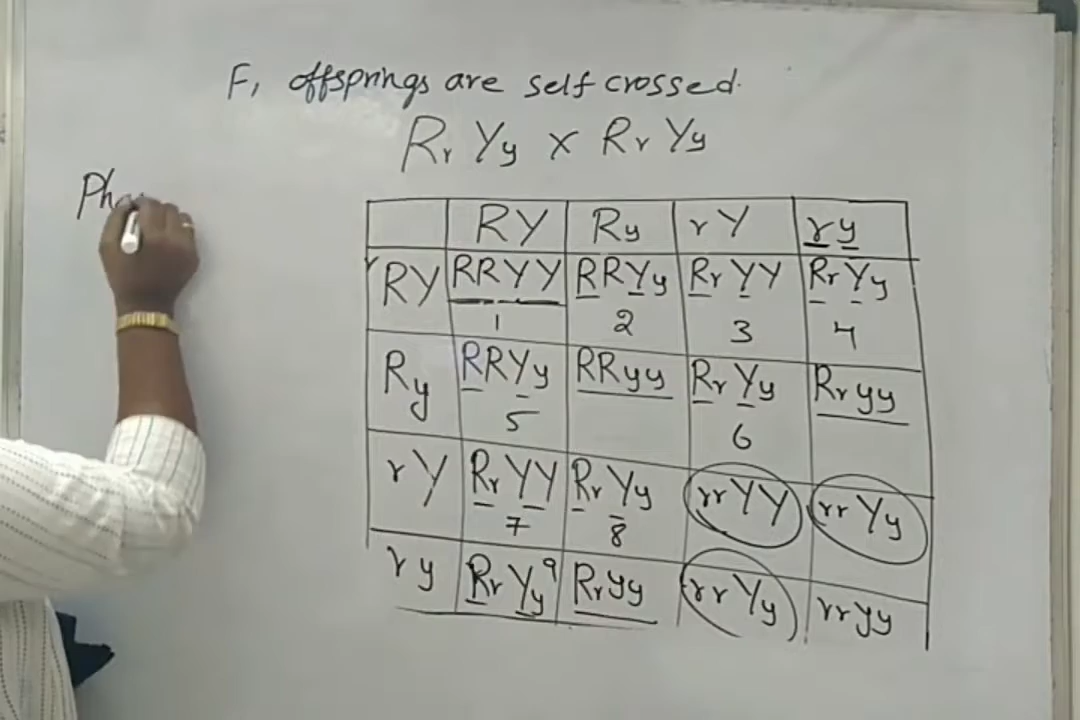 F₁ offsprings are self crossed.
Rr Yy x Rr Yy
RY Ry rY ry
RY RRYY RRYy RrYY RrYy
1 2 3 4
Ry RRYy RRyy RrYy Rryy
5 6
rY RrYY RrYy rrYY rrYy
7 8
ry RrYy 9 Rryy rrYy rryy